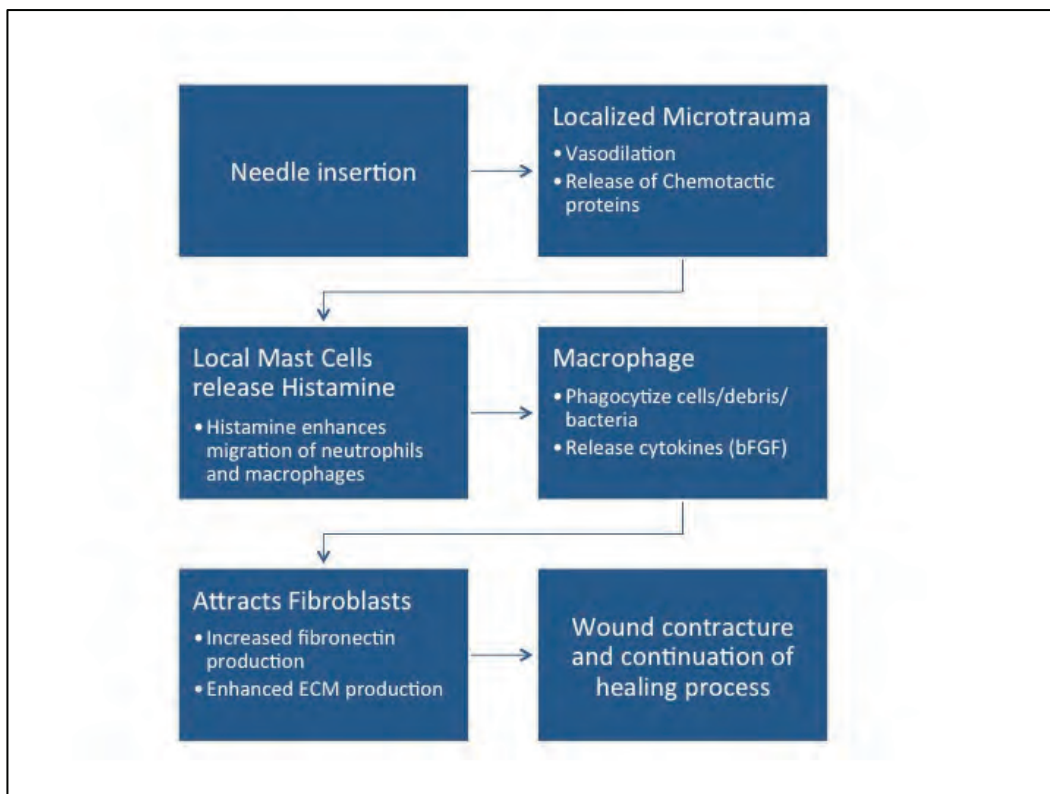 Needle insertion
Localized Microtrauma
• Vasodilation
• Release of Chemotactic
proteins
Local Mast Cells
release Histamine
• Histamine enhances
migration of neutrophils
and macrophages
Macrophage
• Phagocytize cells/debris/
bacteria
• Release cytokines (bFGF)
Attracts Fibroblasts
• Increased fibronectin
production
• Enhanced ECM production
Wound contracture
and continuation of
healing process